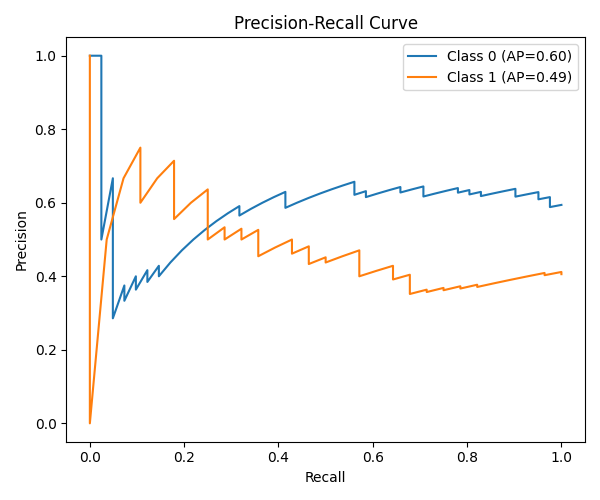 Precision-Recall Curve
Class 0 (AP=0.60)
Class 1 (AP=0.49)
Precision
1.0
0.8
0.6
0.4
0.2
0.0
0.0 0.2 0.4 0.6 0.8 1.0
Recall